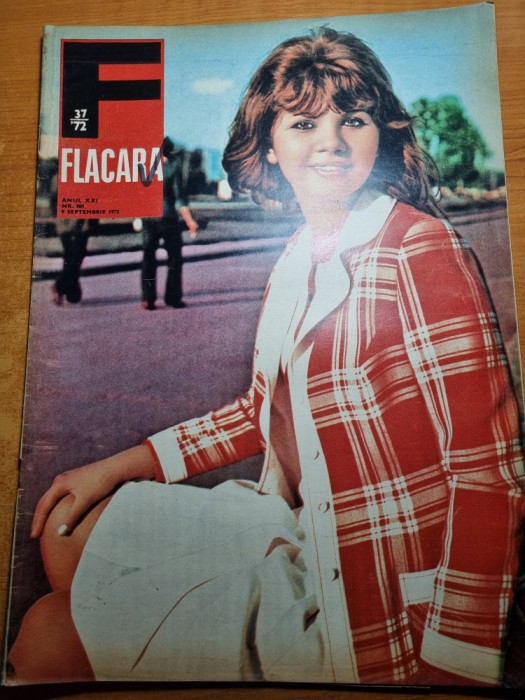 F
37
'72
FLACARA
ANUL XXI
NR.
9 SEPTEMBRIE 1972